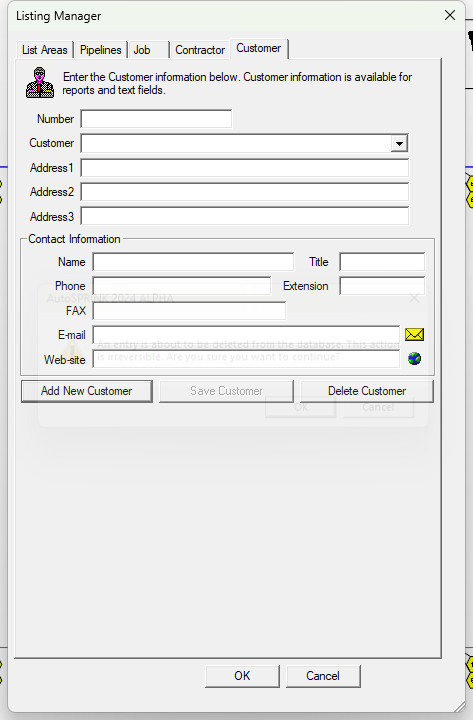 Listing Manager
List Areas Pipelines Job Contractor Customer
Enter the Customer information below. Customer information is available for
reports and text fields.
Number
Customer
Address1
Address2
Address3
Contact Information
Name Title
Phone Extension
AutoSPRINK 2024 ALPHA
FAX
E-mail
An entry is about to be deleted from the database. This action
is irreversible. Are you sure you want to continue?
Web-site
Add New Customer Save Customer Delete Customer
OK Cancel
OK Cancel